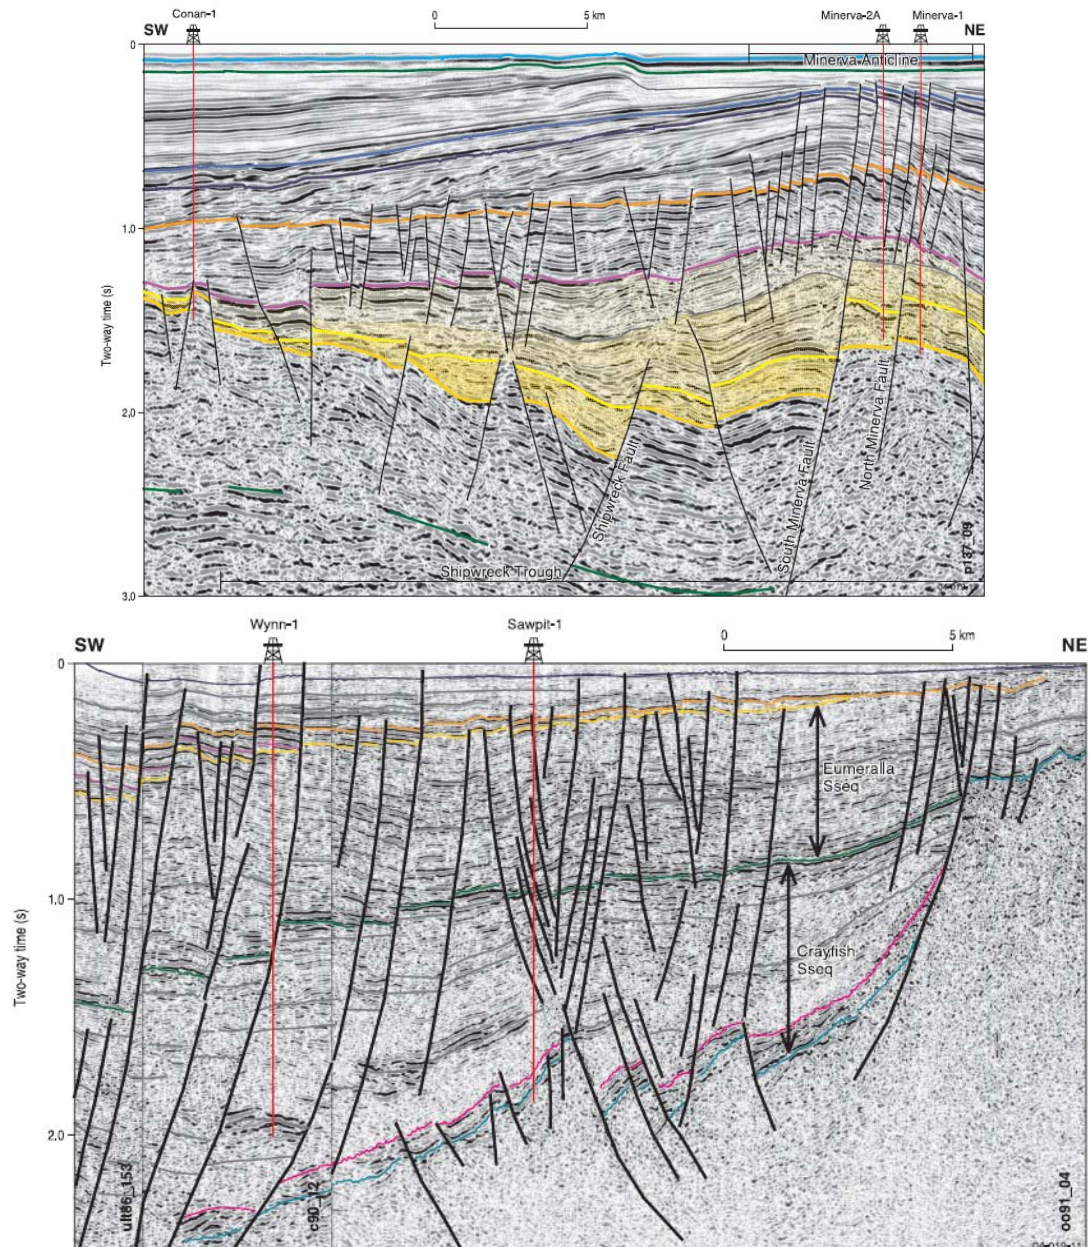 Conan-1
0
5 km
Minerva-2A
Minerva-1
SW
NE
0
Minerva Anticline
1.0
Two-way time (s)
2.0
Shipwreck Fault
South Minerva Fault
North Minerva Fault
p137_09
Shipwreck Trough
3.0
Wynn-1
Sawpit-1
0
5 km
SW
NE
0
Eumeralla
Sseq
1.0
Two-way time (s)
Crayfish
Sseq
2.0
ult86_153
c90_12
oo91_04